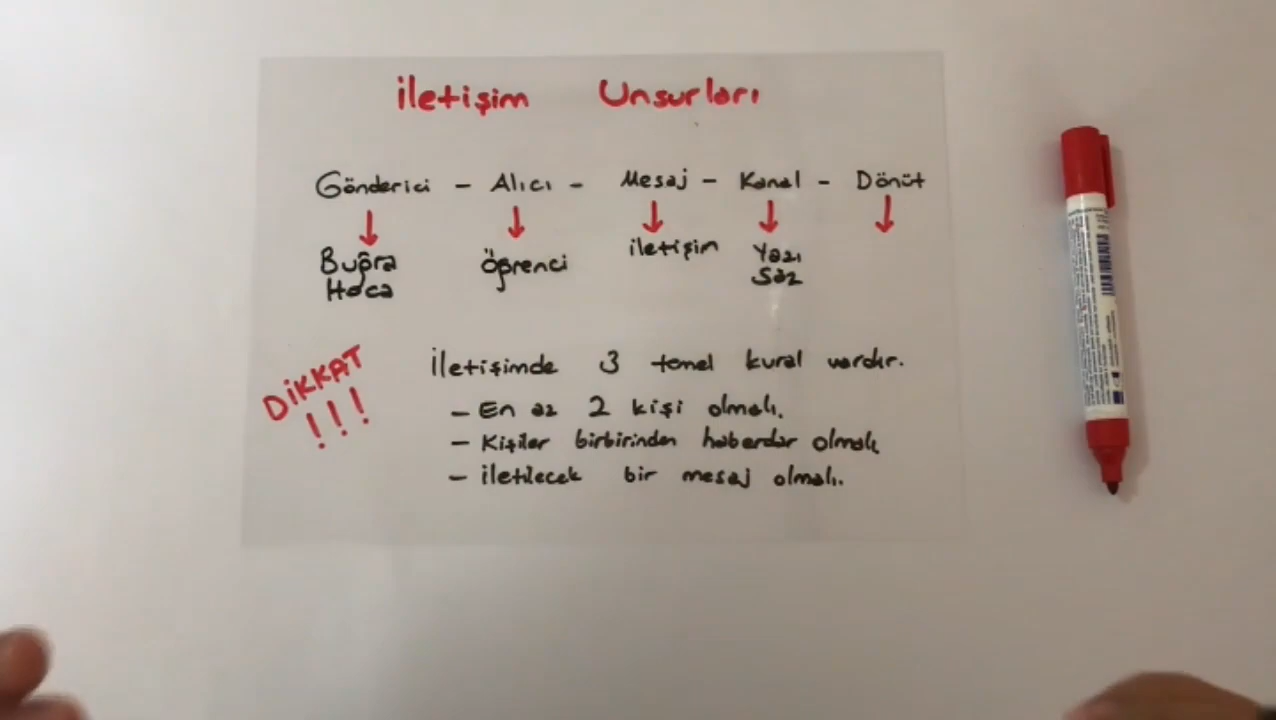 İletişim Unsurları
Gönderici - Alıcı - Mesaj - Kanal - Dönüt
Buğra Hoca
Öğrenci
iletişim
Yazı
Söz
DİKKAT
!!!
İletişimde 3 temel kural vardır.
- En az 2 kişi olmalı.
- Kişiler birbirinden haberdar olmalı
- İletilecek bir mesaj olmalı.